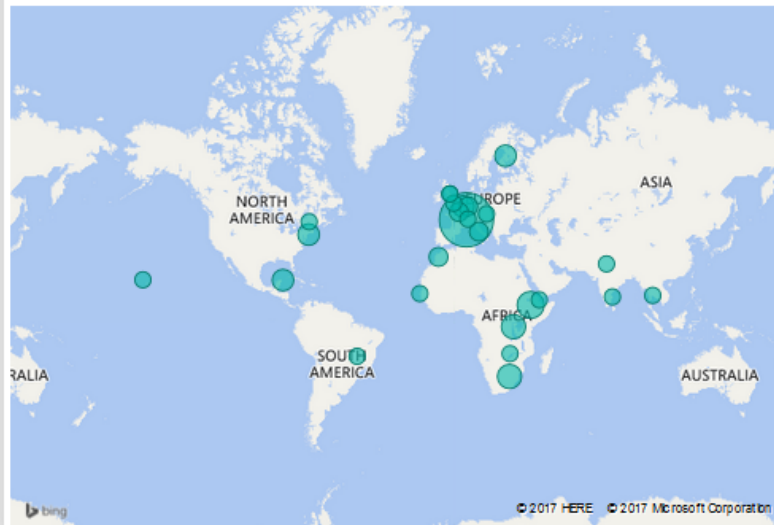 NORTH
AMERICA
EUROPE
ASIA
AFRICA
SOUTH
AMERICA
RALIA
AUSTRALIA
bing
© 2017 HERE © 2017 Microsoft Corporation